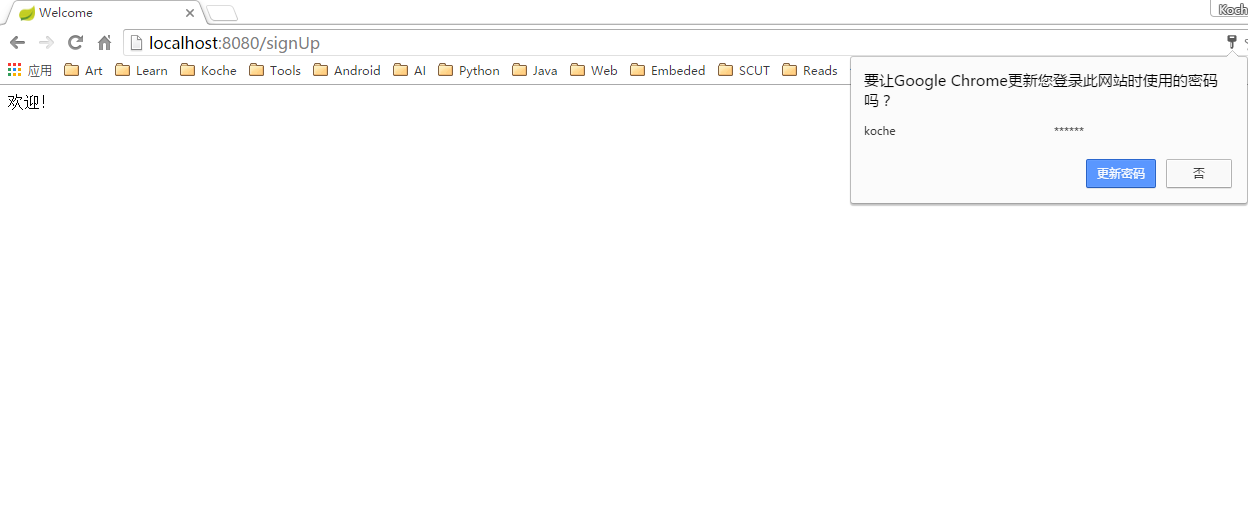 Welcome
Koch
localhost:8080/signUp
应用 Art Learn Koche Tools Android AI Python Java Web Embeded SCUT Reads
欢迎!
要让Google Chrome更新您登录此网站时使用的密码
吗？
koche ******
更新密码 否